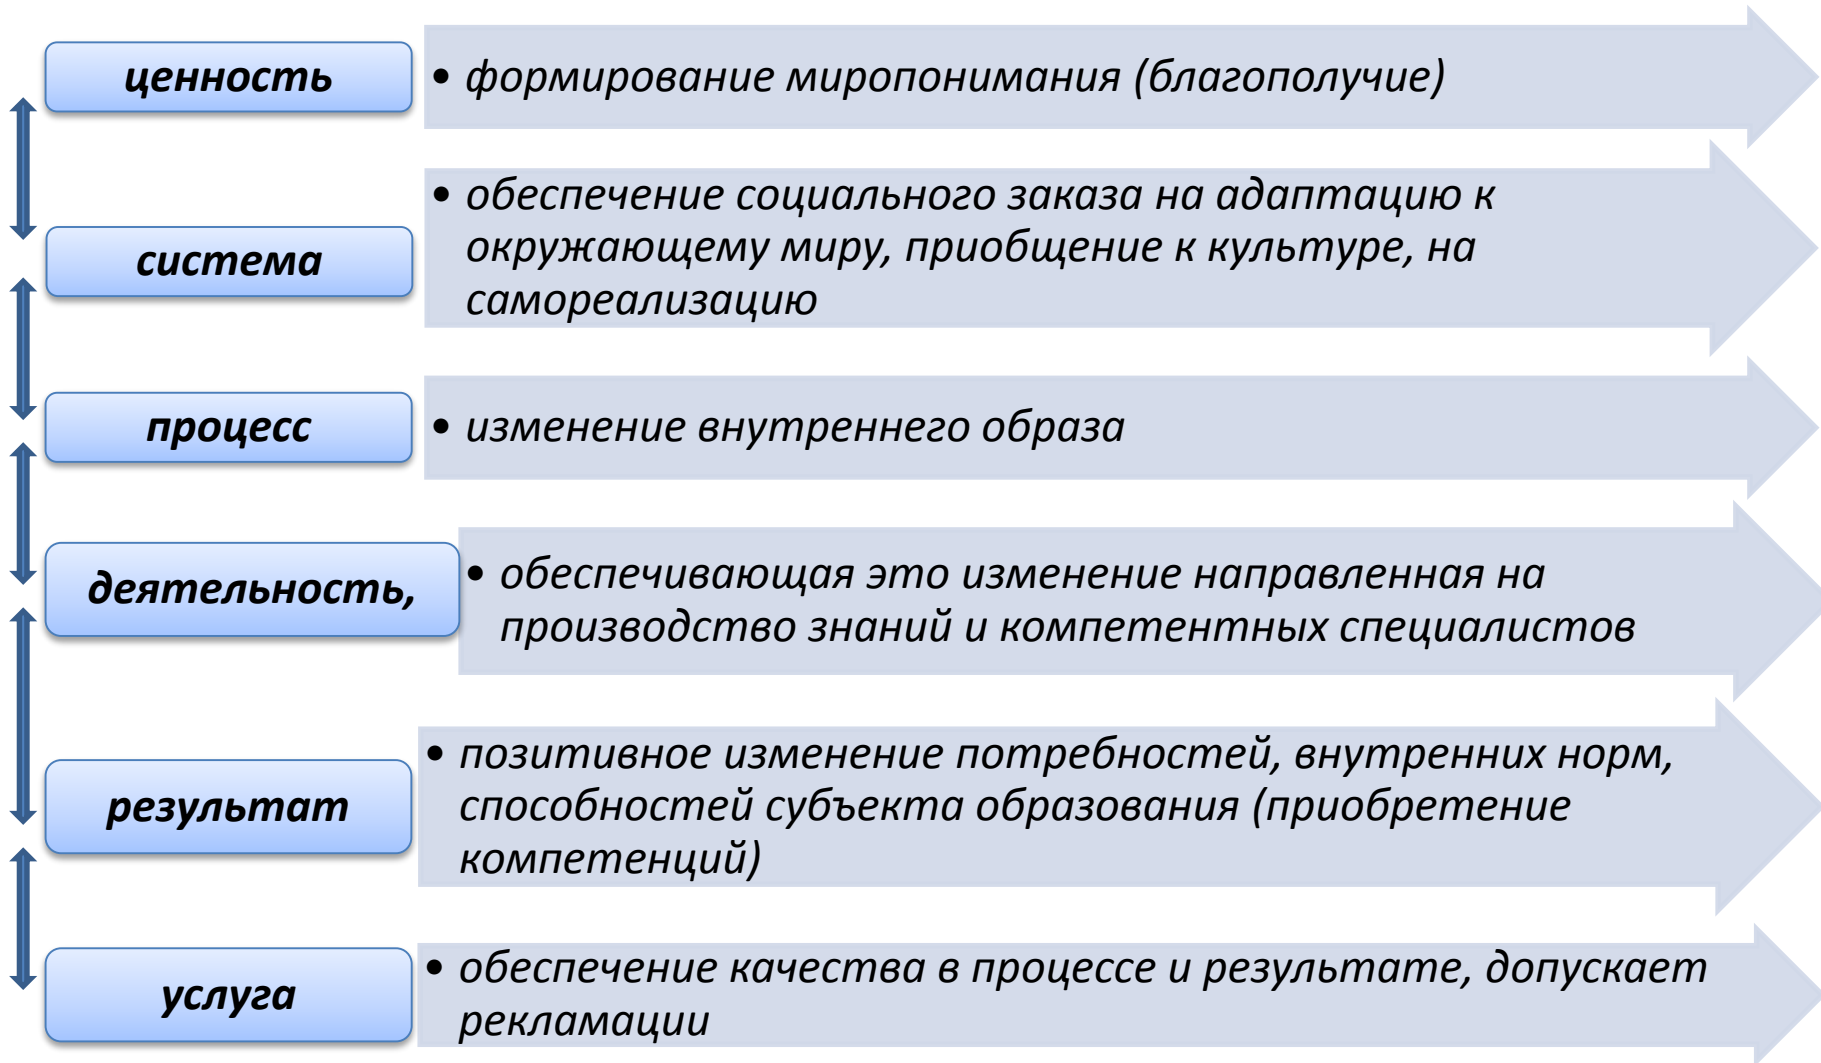 ценность
• формирование миропонимания (благополучие)
система
• обеспечение социального заказа на адаптацию к
окружающему миру, приобщение к культуре, на
самореализацию
процесс
• изменение внутреннего образа
деятельность,
• обеспечивающая это изменение направленная на
производство знаний и компетентных специалистов
результат
• позитивное изменение потребностей, внутренних норм,
способностей субъекта образования (приобретение
компетенций)
услуга
• обеспечение качества в процессе и результате, допускает
рекламации